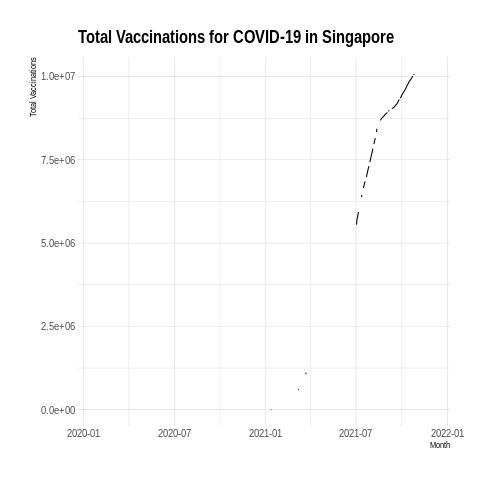 Total Vaccinations for COVID-19 in Singapore
Total Vaccinations
1.0e+07
7.5e+06
5.0e+06
2.5e+06
0.0e+00
2020-01 2020-07 2021-01 2021-07 2022-01
Month